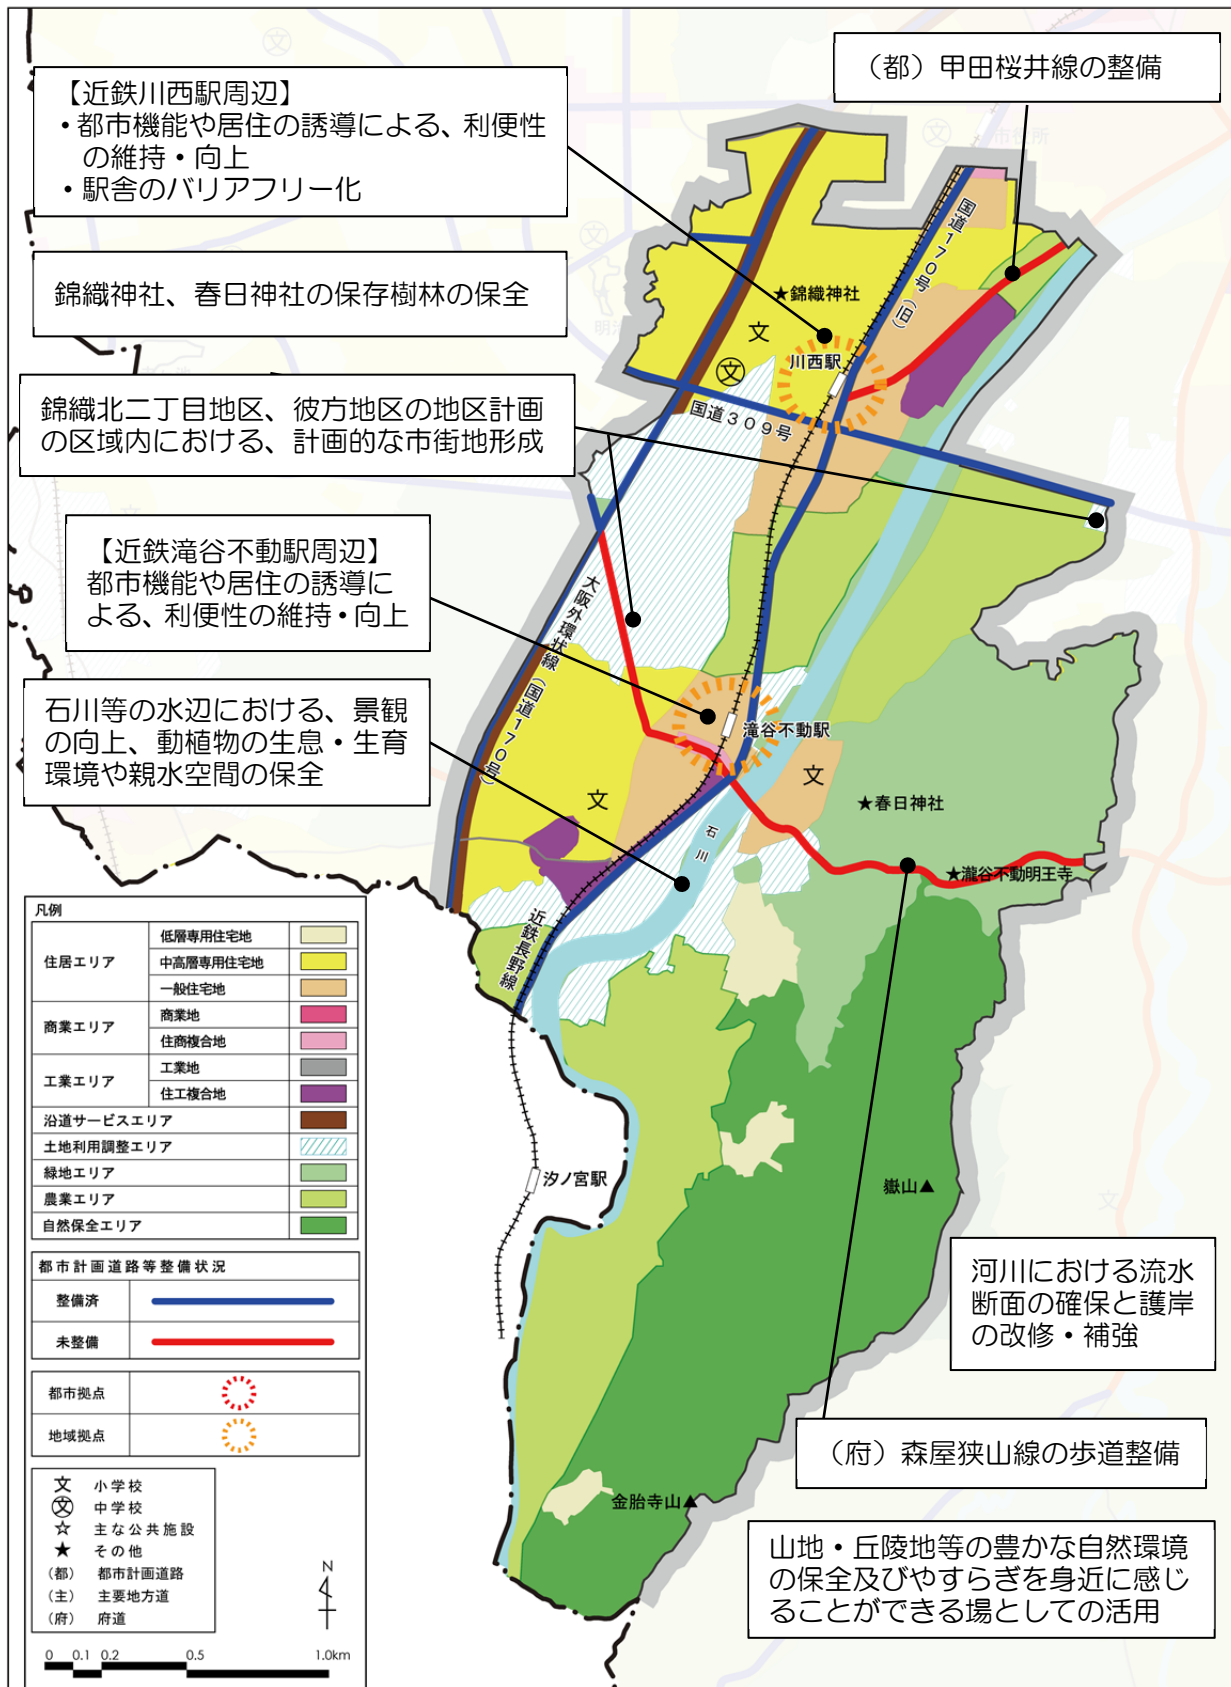 （都）甲田桜井線の整備
【近鉄川西駅周辺】
・都市機能や居住の誘導による、利便性
の維持・向上
・駅舎のバリアフリー化
錦織神社、春日神社の保存樹林の保全
錦織北二丁目地区、彼方地区の地区計画
の区域内における、計画的な市街地形成
【近鉄滝谷不動駅周辺】
都市機能や居住の誘導に
よる、利便性の維持・向上
石川等の水辺における、景観
の向上、動植物の生息・生育
環境や親水空間の保全
市役所
国道170号（旧）
★錦織神社
文
文
川西駅
国道309号
大阪外環状線（国道170号）
滝谷不動駅
文
文
★春日神社
石川
★瀧谷不動明王寺
近鉄長野線
汐ノ宮駅
嶽山▲
金胎寺山▲
河川における流水
断面の確保と護岸
の改修・補強
（府）森屋狭山線の歩道整備
山地・丘陵地等の豊かな自然環境
の保全及びやすらぎを身近に感じ
ることができる場としての活用
凡例
住居エリア
低層専用住宅地
中高層専用住宅地
一般住宅地
商業エリア
商業地
住商複合地
工業エリア
工業地
住工複合地
沿道サービスエリア
土地利用調整エリア
緑地エリア
農業エリア
自然保全エリア
都市計画道路等整備状況
整備済
未整備
都市拠点
地域拠点
文 小学校
文 中学校
☆ 主な公共施設
★ その他
（都） 都市計画道路
（主） 主要地方道
（府） 府道
N
0 0.1 0.2 0.5 1.0km